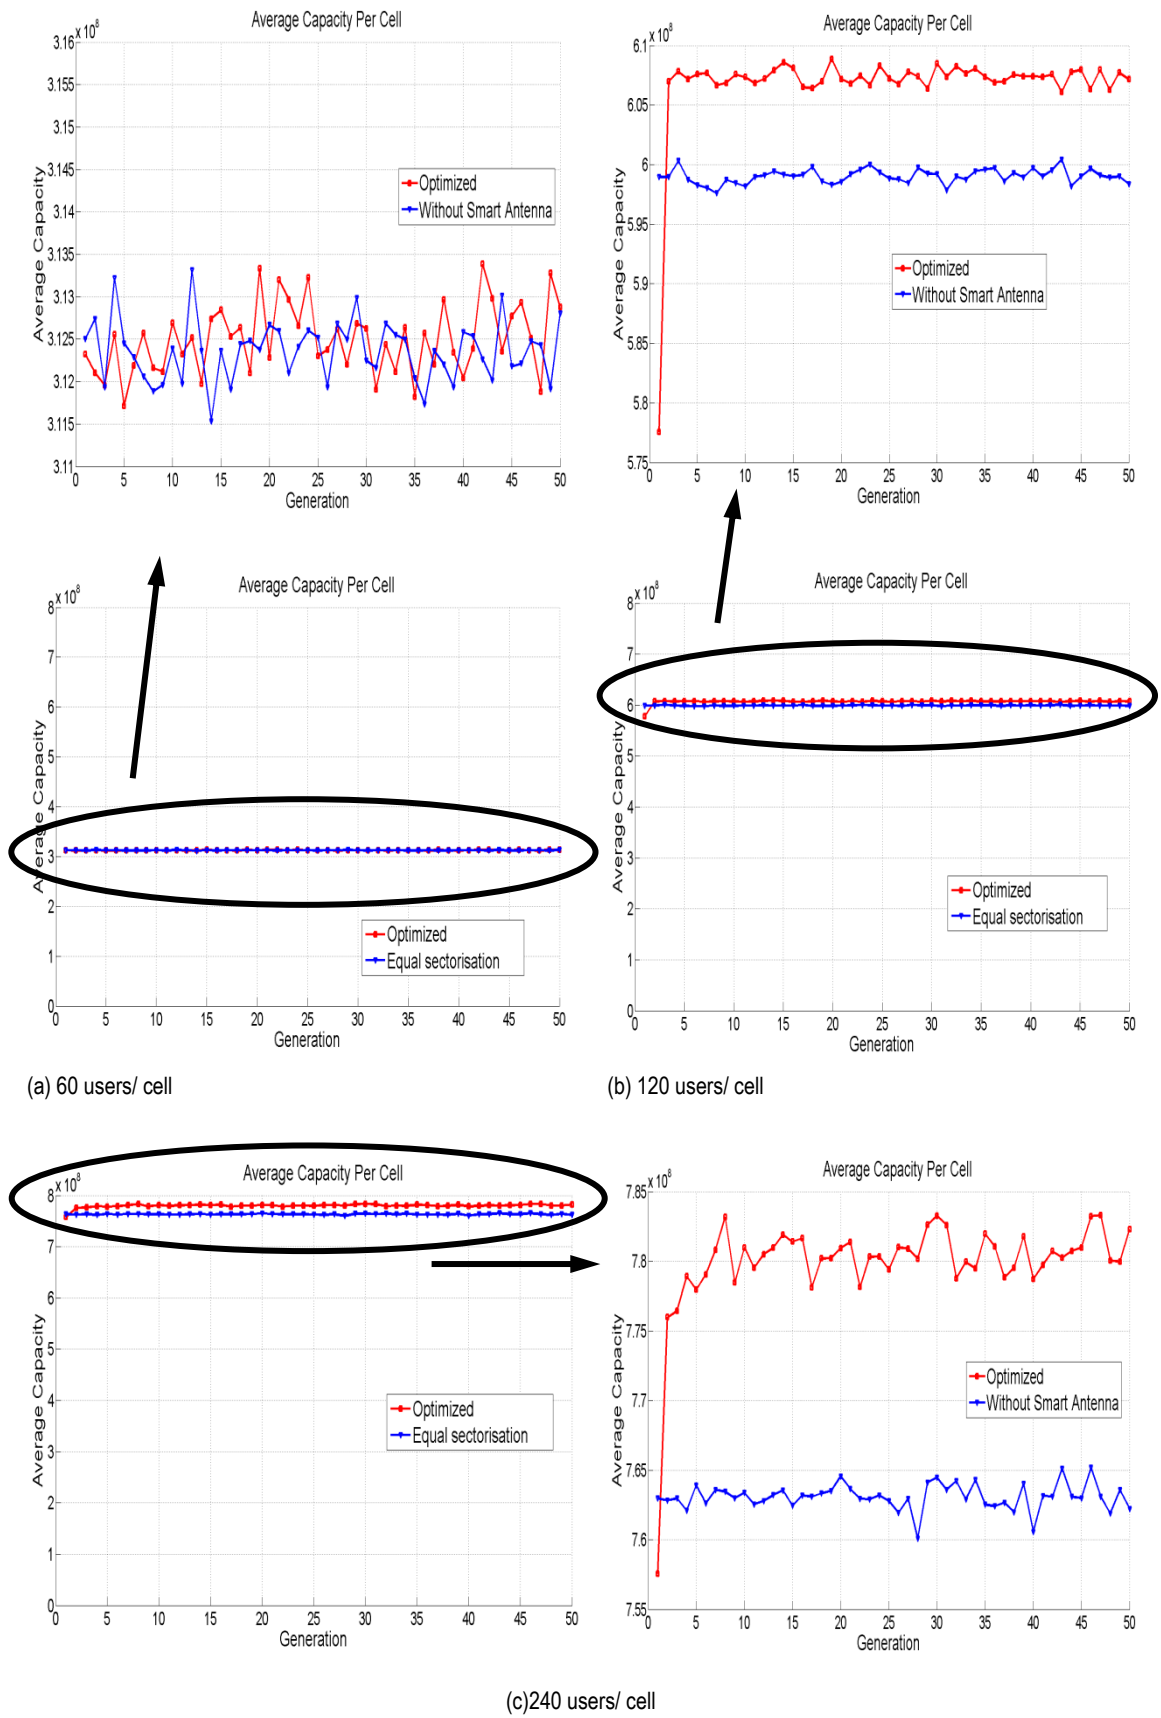 Average Capacity Per Cell
x 10^8
3.16
3.155
3.15
3.145
3.14
3.135
3.13
3.125
3.12
3.115
3.11
Average Capacity
Optimized
Without Smart Antenna
0 5 10 15 20 25 30 35 40 45 50
Generation
Average Capacity Per Cell
x 10^8
6.1
6.05
6
5.95
5.9
5.85
5.8
5.75
Average Capacity
Optimized
Without Smart Antenna
0 5 10 15 20 25 30 35 40 45 50
Generation
Average Capacity Per Cell
x 10^8
8
7
6
5
4
3
2
1
0
Average Capacity
Optimized
Equal sectorisation
0 5 10 15 20 25 30 35 40 45 50
Generation
(a) 60 users/ cell
Average Capacity Per Cell
x 10^8
8
7
6
5
4
3
2
1
0
Average Capacity
Optimized
Equal sectorisation
0 5 10 15 20 25 30 35 40 45 50
Generation
(b) 120 users/ cell
Average Capacity Per Cell
x 10^8
8
7
6
5
4
3
2
1
0
Average Capacity
Optimized
Equal sectorisation
0 5 10 15 20 25 30 35 40 45 50
Generation
Average Capacity Per Cell
x 10^8
7.85
7.8
7.75
7.7
7.65
7.6
7.55
Average Capacity
Optimized
Without Smart Antenna
0 5 10 15 20 25 30 35 40 45 50
Generation
(c)240 users/ cell